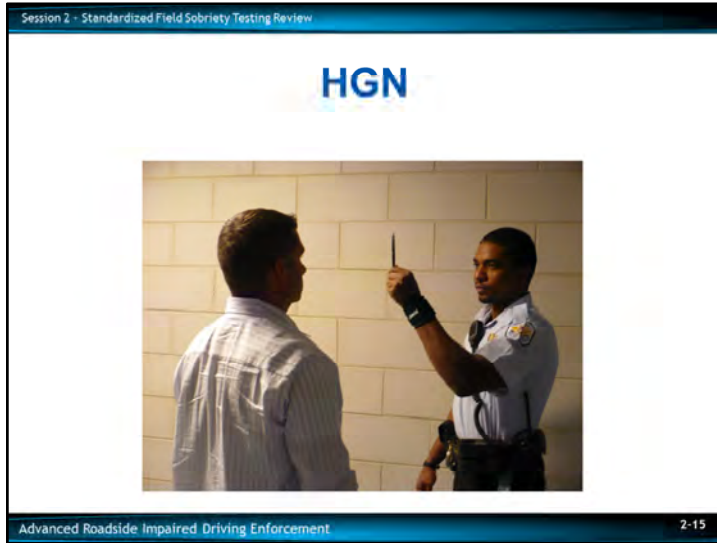 Session 2 - Standardized Field Sobriety Testing Review
HGN
Advanced Roadside Impaired Driving Enforcement
2-15